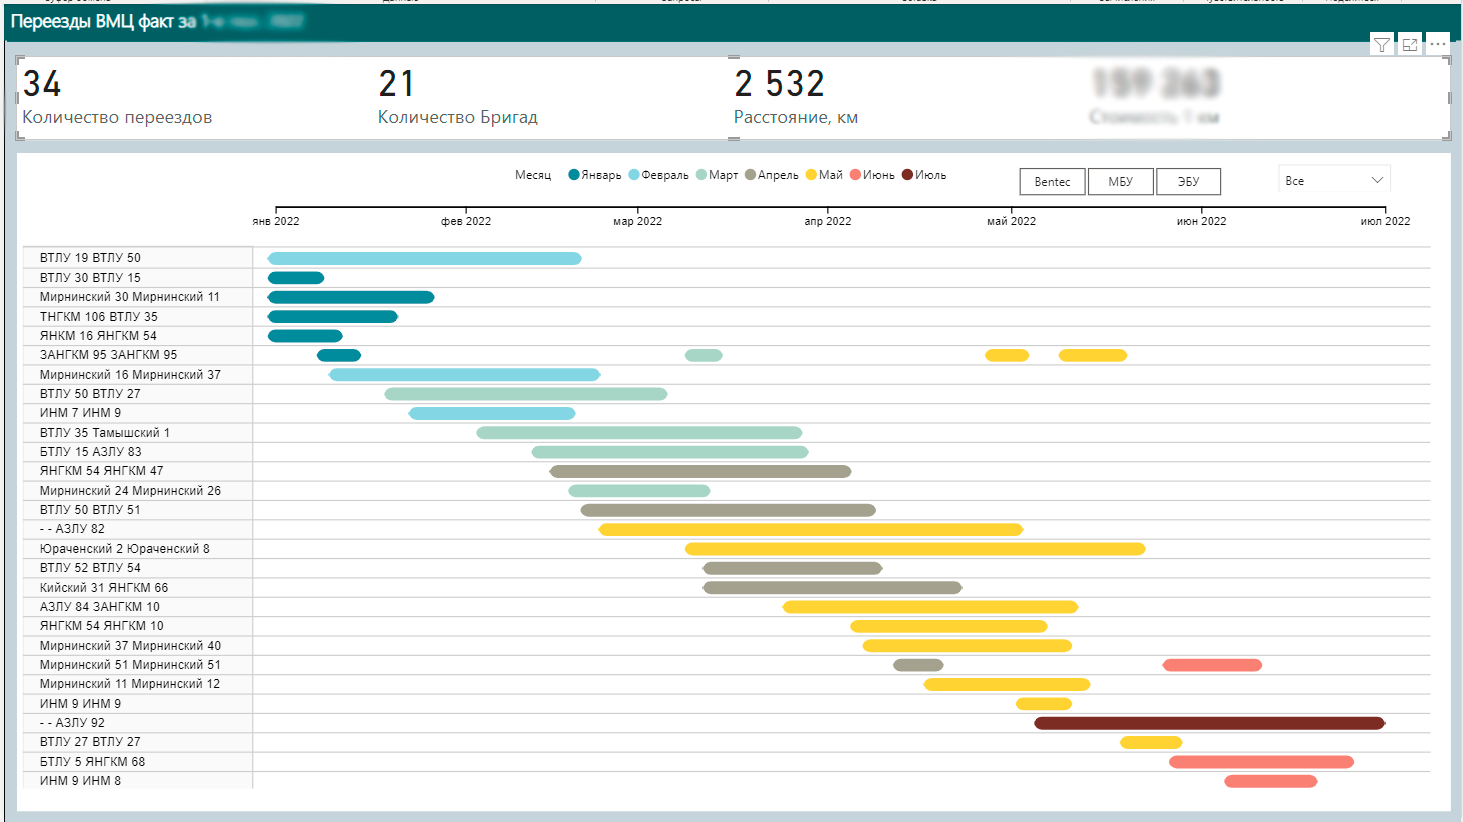 Переезды ВМЦ факт за
34
21
2 532
Количество переездов
Количество Бригад
Расстояние, км
Месяц Январь Февраль Март Апрель Май Июнь Июль
Bentec
МБУ
ЭБУ
Все
янв 2022
фев 2022
мар 2022
апр 2022
май 2022
июн 2022
июл 2022
ВТЛУ 19 ВТЛУ 50
ВТЛУ 30 ВТЛУ 15
Мирнинский 30 Мирнинский 11
ТНГКМ 106 ВТЛУ 35
ЯНКМ 16 ЯНГКМ 54
ЗАНГКМ 95 ЗАНГКМ 95
Мирнинский 16 Мирнинский 37
ВТЛУ 50 ВТЛУ 27
ИНМ 7 ИНМ 9
ВТЛУ 35 Тамышский 1
БТЛУ 15 АЗЛУ 83
ЯНГКМ 54 ЯНГКМ 47
Мирнинский 24 Мирнинский 26
ВТЛУ 50 ВТЛУ 51
- - АЗЛУ 82
Юраченский 2 Юраченский 8
ВТЛУ 52 ВТЛУ 54
Кийский 31 ЯНГКМ 66
АЗЛУ 84 ЗАНГКМ 10
ЯНГКМ 54 ЯНГКМ 10
Мирнинский 37 Мирнинский 40
Мирнинский 51 Мирнинский 51
Мирнинский 11 Мирнинский 12
ИНМ 9 ИНМ 9
- - АЗЛУ 92
ВТЛУ 27 ВТЛУ 27
БТЛУ 5 ЯНГКМ 68
ИНМ 9 ИНМ 8